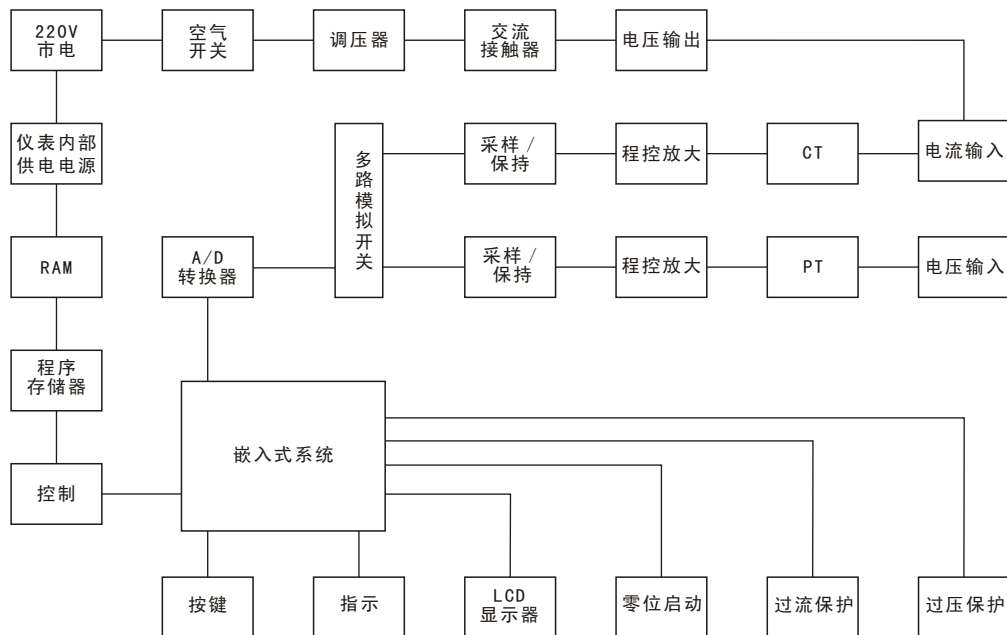 220V
市电
空气
开关
调压器
交流
接触器
电压输出
仪表内部
供电电源
多路模拟开关
采样/
保持
程控放大
CT
电流输入
RAM
A/D
转换器
采样/
保持
程控放大
PT
电压输入
程序
存储器
嵌入式系统
控制
按键
指示
LCD
显示器
零位启动
过流保护
过压保护